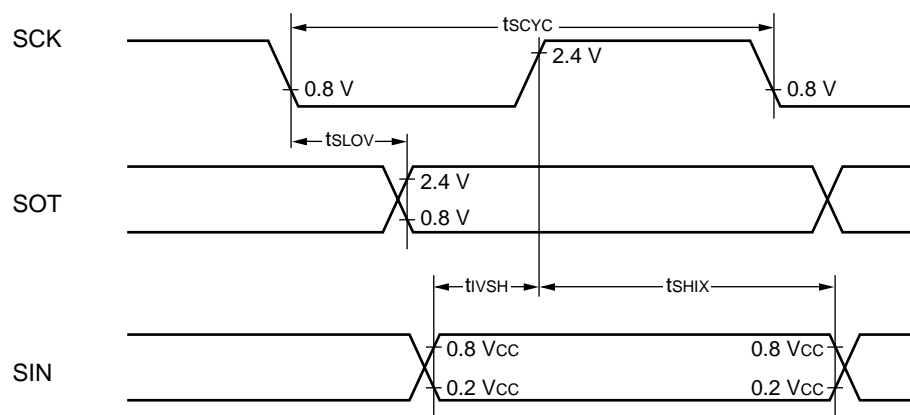 tSCYC
SCK
2.4 V
0.8 V
0.8 V
tSLOV
2.4 V
SOT
0.8 V
tIVSH
tSHIX
0.8 VCC
0.8 VCC
SIN
0.2 VCC
0.2 VCC